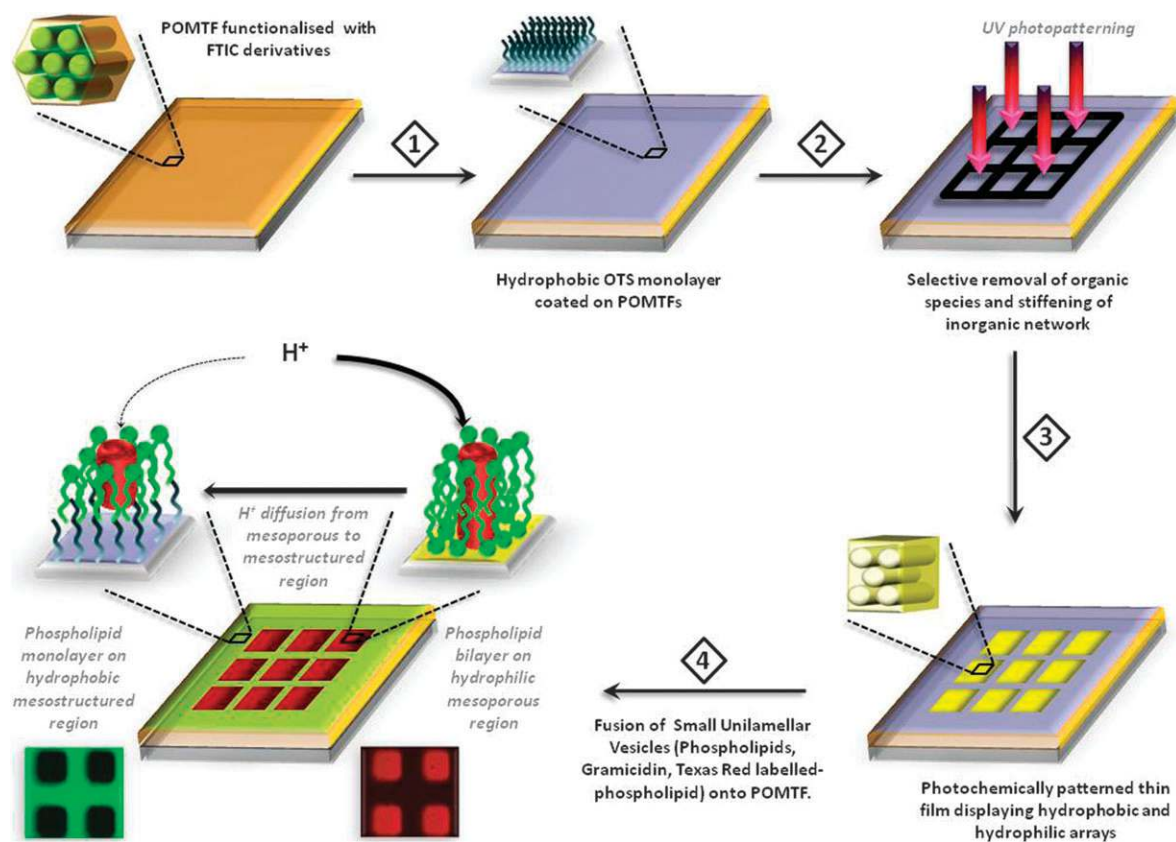 POMTF functionalised with
FTIC derivatives
UV photopatterning
1
2
Hydrophobic OTS monolayer
coated on POMTFs
Selective removal of organic
species and stiffening of
inorganic network
H+
3
H+ diffusion from
mesoporous to
mesostructured
region
Phospholipid
monolayer on
hydrophobic
mesostructured
region
Phospholipid
bilayer on
hydrophilic
mesoporous
region
4
Fusion of Small Unilamellar
Vesicles (Phospholipids,
Gramicidin, Texas Red labelled-
phospholipid) onto POMTF.
Photochemically patterned thin
film displaying hydrophobic and
hydrophilic arrays